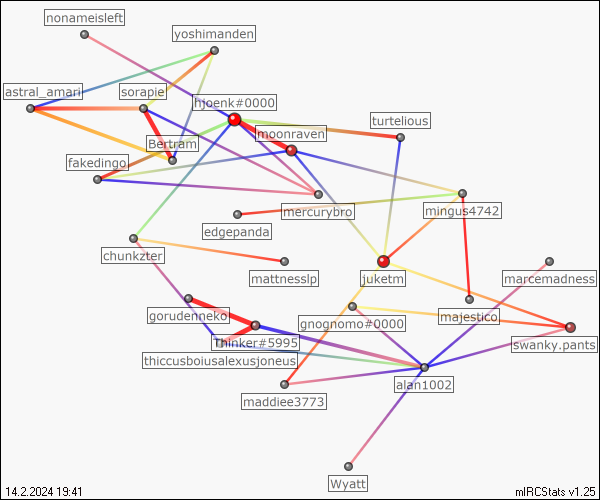 nonameisleft
yoshimanden
astral_amari
sorapie
hjoenk#0000
turtelious
moonraven
Bertram
fakedingo
mercurybro
mingus4742
edgepanda
chunkzter
mattnesslp
juketm
marcemadness
gorudenneko
gnognomo#0000
majestico
Thinker#5995
swanky.pants
thiccusboiusalexusjoneus
alan1002
maddiee3773
Wyatt
14.2.2024 19:41
mIRCStats v1.25